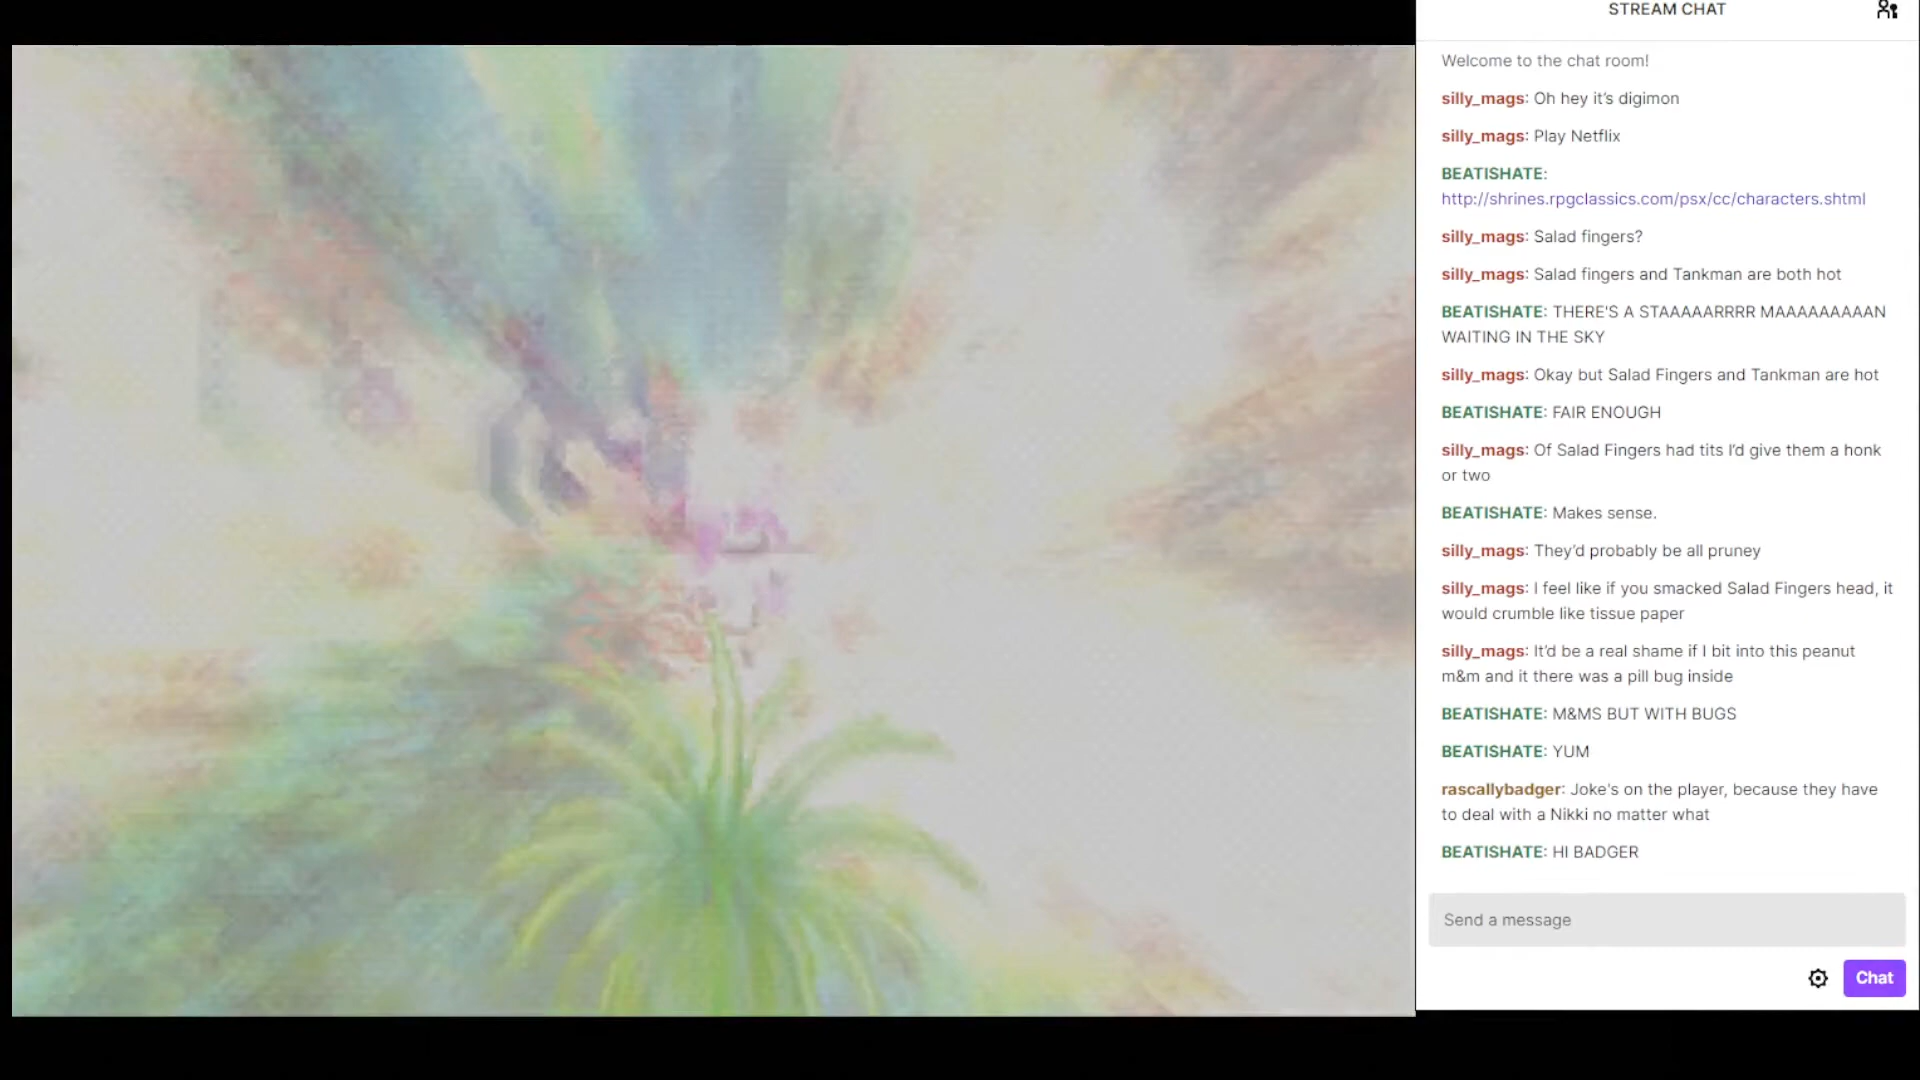 STREAM CHAT
Welcome to the chat room!
silly_mags: Oh hey it’s digimon
silly_mags: Play Netflix
BEATISHATE:
http://shrines.rpgclassics.com/psx/cc/characters.shtml
silly_mags: Salad fingers?
silly_mags: Salad fingers and Tankman are both hot
BEATISHATE: THERE'S A STAAAAARRRR MAAAAAAAAAN
WAITING IN THE SKY
silly_mags: Okay but Salad Fingers and Tankman are hot
BEATISHATE: FAIR ENOUGH
silly_mags: Of Salad Fingers had tits I’d give them a honk
or two
BEATISHATE: Makes sense.
silly_mags: They’d probably be all pruney
silly_mags: I feel like if you smacked Salad Fingers head, it
would crumble like tissue paper
silly_mags: It’d be a real shame if I bit into this peanut
m&m and it there was a pill bug inside
BEATISHATE: M&MS BUT WITH BUGS
BEATISHATE: YUM
rascallybadger: Joke's on the player, because they have
to deal with a Nikki no matter what
BEATISHATE: HI BADGER
Send a message
Chat